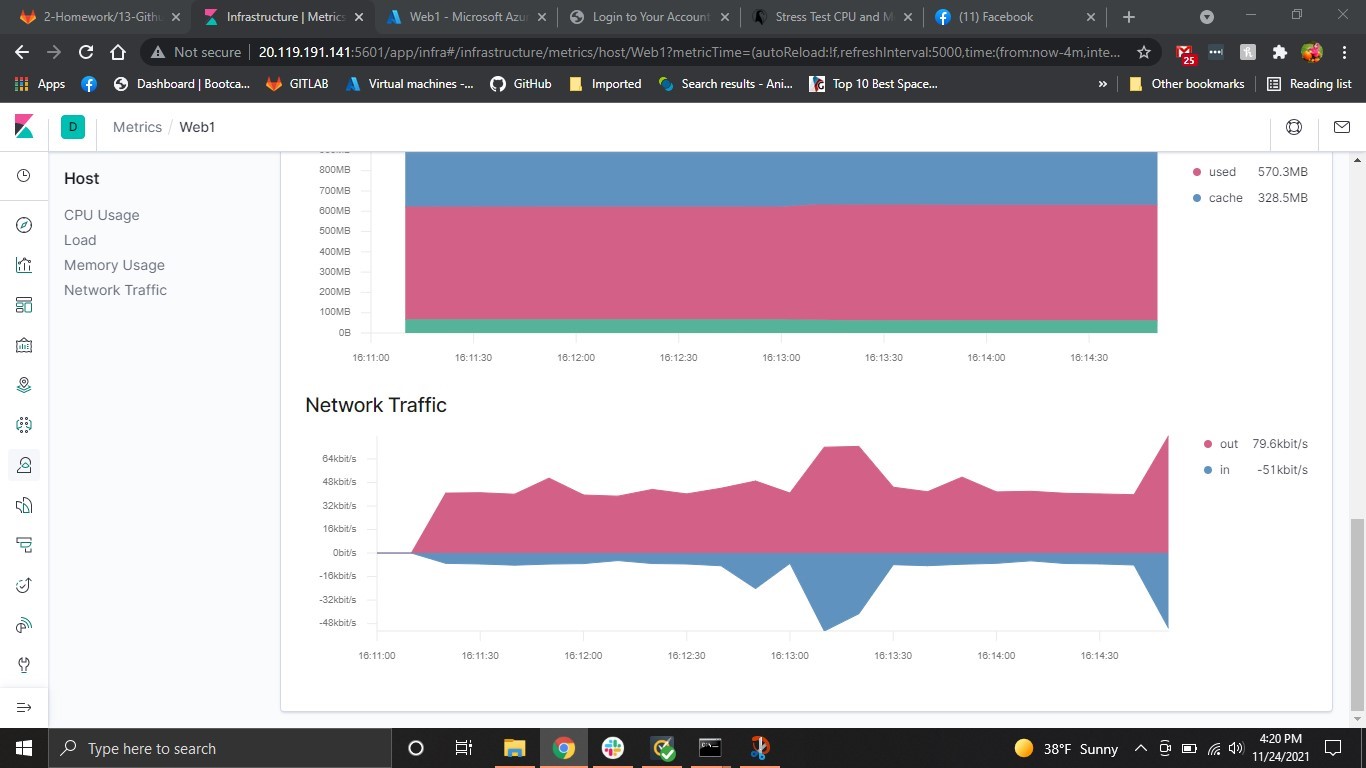 2-Homework/13-Githu
Infrastructure | Metrics
Web1 - Microsoft Azu
Login to Your Account
Stress Test CPU and M
(11) Facebook
Not secure 20.119.191.141:5601/app/infra#/infrastructure/metrics/host/Web1?metricTime=(autoReload:!f,refreshInterval:5000,time:(from:now-4m,inte...
25
Apps
Dashboard | Bootca...
GITLAB
Virtual machines -...
GitHub
Imported
Search results - Ani...
Top 10 Best Space...
»
Other bookmarks
Reading list
D
Metrics / Web1
Host
CPU Usage
Load
Memory Usage
Network Traffic
800MB
700MB
600MB
500MB
400MB
300MB
200MB
100MB
0B
16:11:00 16:11:30 16:12:00 16:12:30 16:13:00 16:13:30 16:14:00 16:14:30
used 570.3MB
cache 328.5MB
Network Traffic
64kbit/s
48kbit/s
32kbit/s
16kbit/s
0bit/s
-16kbit/s
-32kbit/s
-48kbit/s
16:11:00 16:11:30 16:12:00 16:12:30 16:13:00 16:13:30 16:14:00 16:14:30
out 79.6kbit/s
in -51kbit/s
Type here to search
38°F Sunny
4:20 PM
11/24/2021